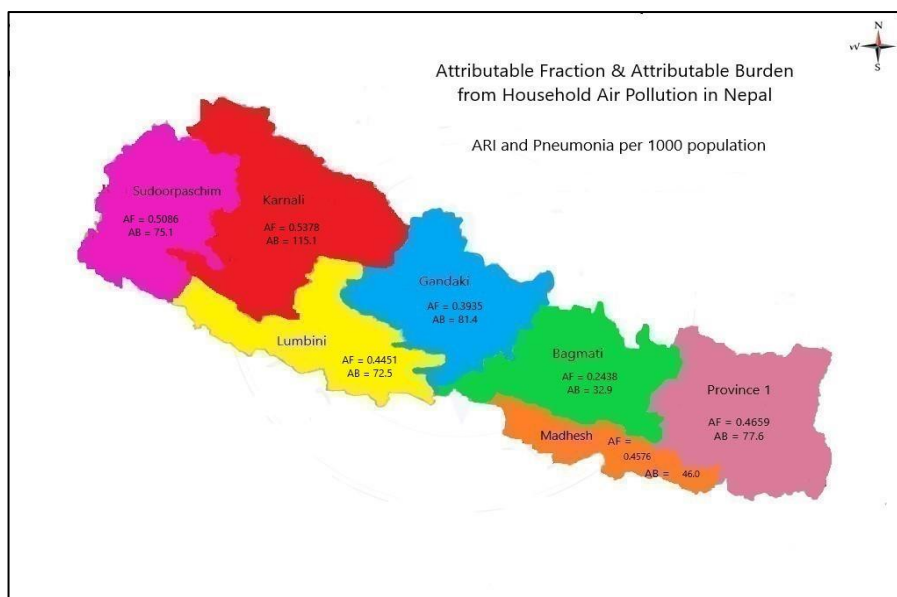 N
W
S
Attributable Fraction & Attributable Burden
from Household Air Pollution in Nepal
ARI and Pneumonia per 1000 population
Sudoorpaschim
AF = 0.5086
AB = 75.1
Karnali
AF = 0.5378
AB = 115.1
Gandaki
AF = 0.3935
AB = 81.4
Lumbini
AF = 0.4451
AB = 72.5
Bagmati
AF = 0.2438
AB = 32.9
Province 1
AF = 0.4659
AB = 77.6
Madhesh AF =
0.4576
AB = 46.0